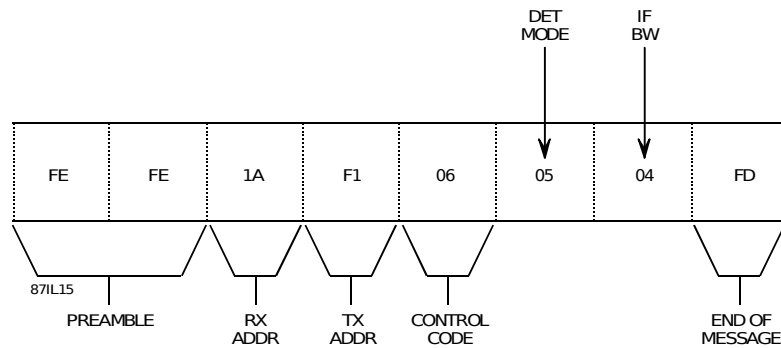 DET
MODE
IF
BW
FE FE 1A F1 06 05 04 FD
87IL15
PREAMBLE
RX
ADDR
TX
ADDR
CONTROL
CODE
END OF
MESSAGE